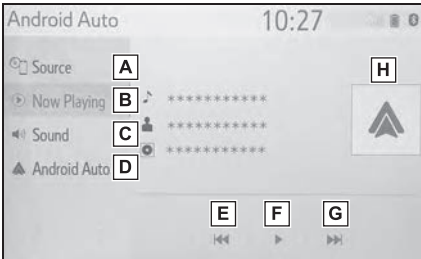 Android Auto 10:27
H
Source A
Now Playing B
***********
Sound C
***********
***********
Android Auto D
E F G